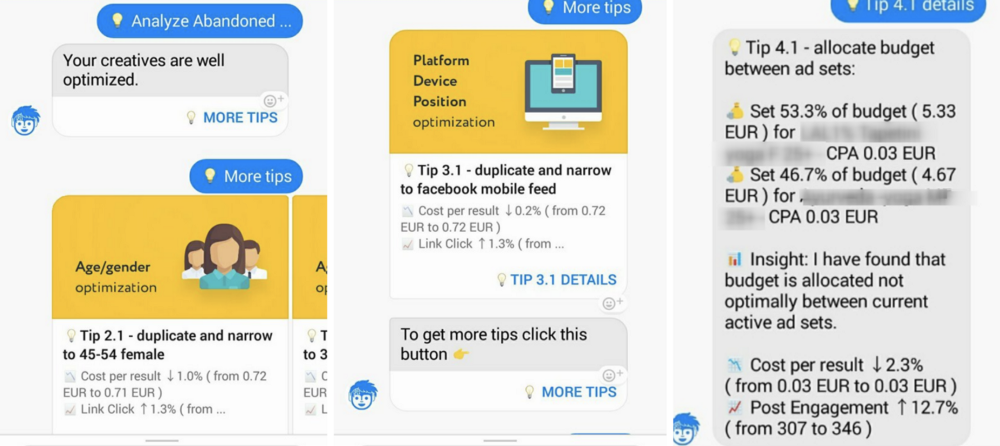 💡 Analyze Abandoned ...
Your creatives are well
optimized.
💡 MORE TIPS
💡 More tips
Age/gender
optimization
💡 Tip 2.1 - duplicate and narrow
to 45-54 female
📉 Cost per result ↓1.0% ( from 0.72
EUR to 0.71 EUR )
📈 Link Click ↑1.3% ( from ...
A
op
💡 T
to 3
📉 C
EUR
📈 L
💡 More tips
Platform
Device
Position
optimization
💡 Tip 3.1 - duplicate and narrow
to facebook mobile feed
📉 Cost per result ↓0.2% ( from 0.72
EUR to 0.72 EUR )
📈 Link Click ↑1.3% ( from ...
💡 TIP 3.1 DETAILS
To get more tips click this
button 👉
💡 MORE TIPS
💡 Tip 4.1 details
💡 Tip 4.1 - allocate budget
between ad sets:
💰 Set 53.3% of budget ( 5.33
EUR ) for
- CPA 0.03 EUR
💰 Set 46.7% of budget ( 4.67
EUR ) for
- CPA 0.03 EUR
📊 Insight: I have found that
budget is allocated not
optimally between current
active ad sets.
📉 Cost per result ↓2.3%
( from 0.03 EUR to 0.03 EUR )
📈 Post Engagement ↑12.7%
( from 307 to 346 )